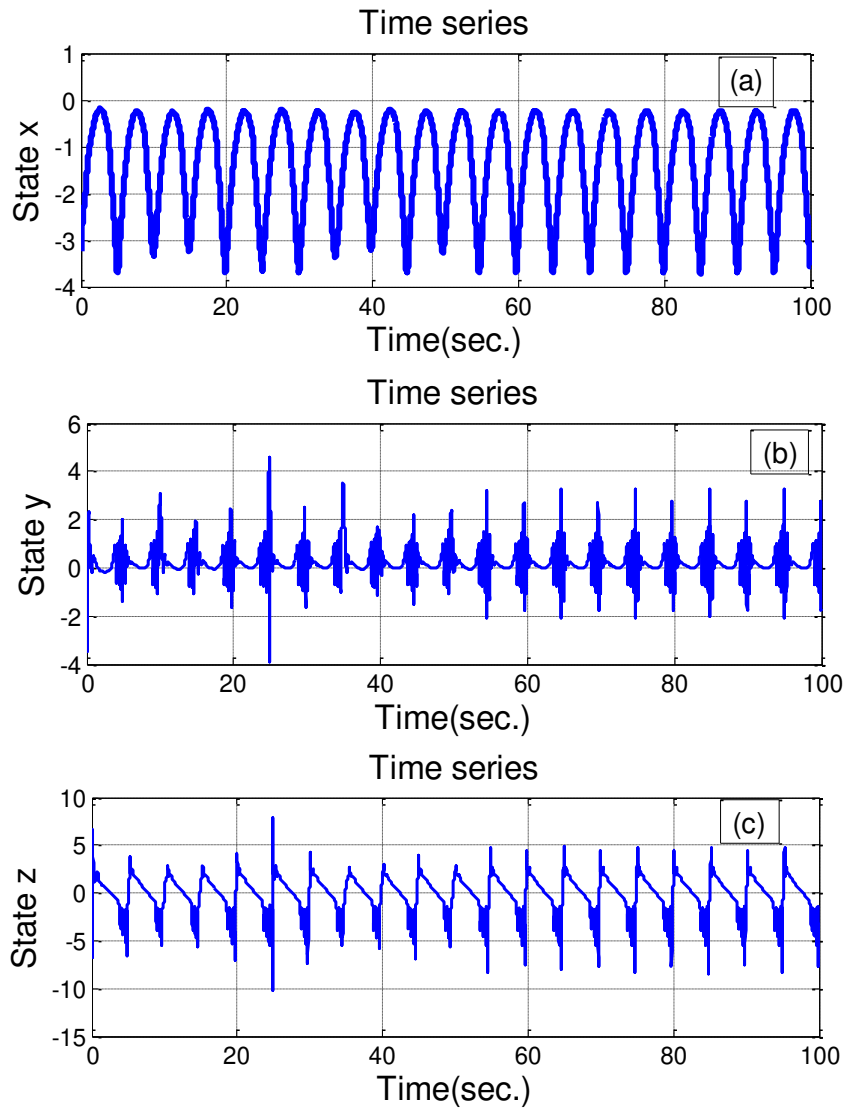 Time series
1
0
-1
-2
-3
-4
(a)
State x
0 20 40 60 80 100
Time(sec.)
Time series
6
4
2
0
-2
-4
(b)
State y
0 20 40 60 80 100
Time(sec.)
Time series
10
5
0
-5
-10
-15
(c)
State z
0 20 40 60 80 100
Time(sec.)